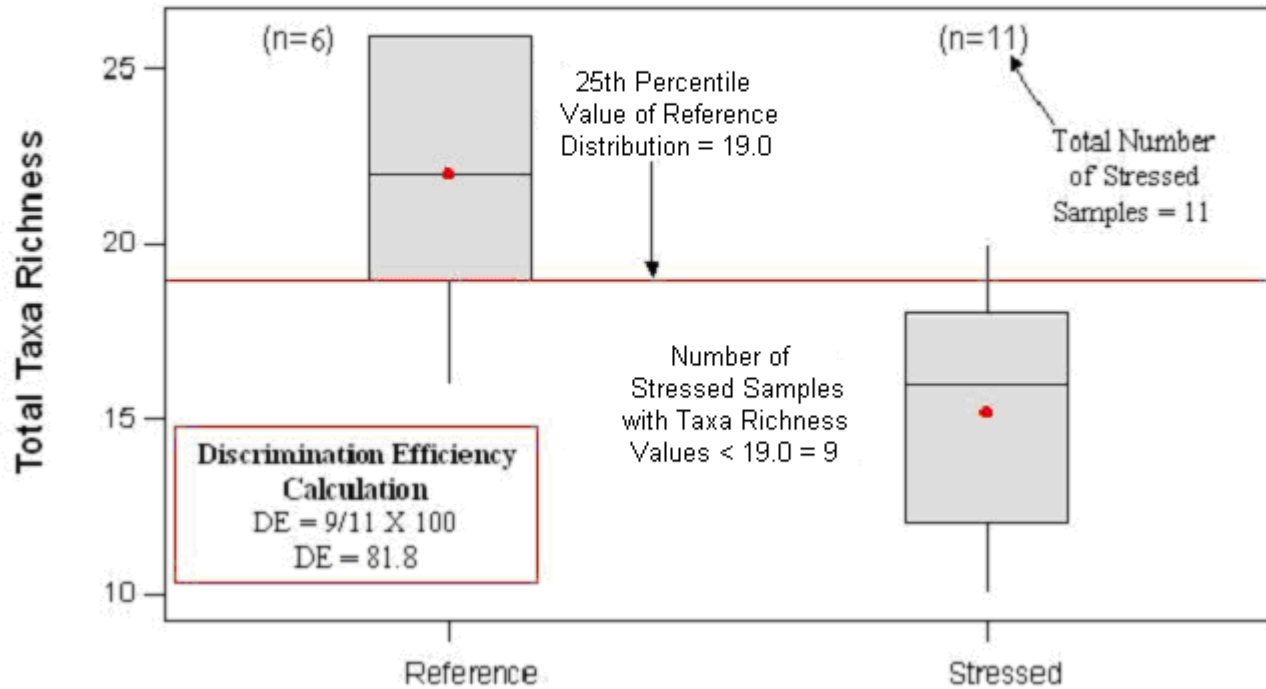 Total Taxa Richness
25
20
15
10
(n=6)
25th Percentile
Value of Reference
Distribution = 19.0
(n=11)
Total Number
of Stressed
Samples = 11
Number of
Stressed Samples
with Taxa Richness
Values < 19.0 = 9
Discrimination Efficiency
Calculation
DE = 9/11 X 100
DE = 81.8
Reference
Stressed